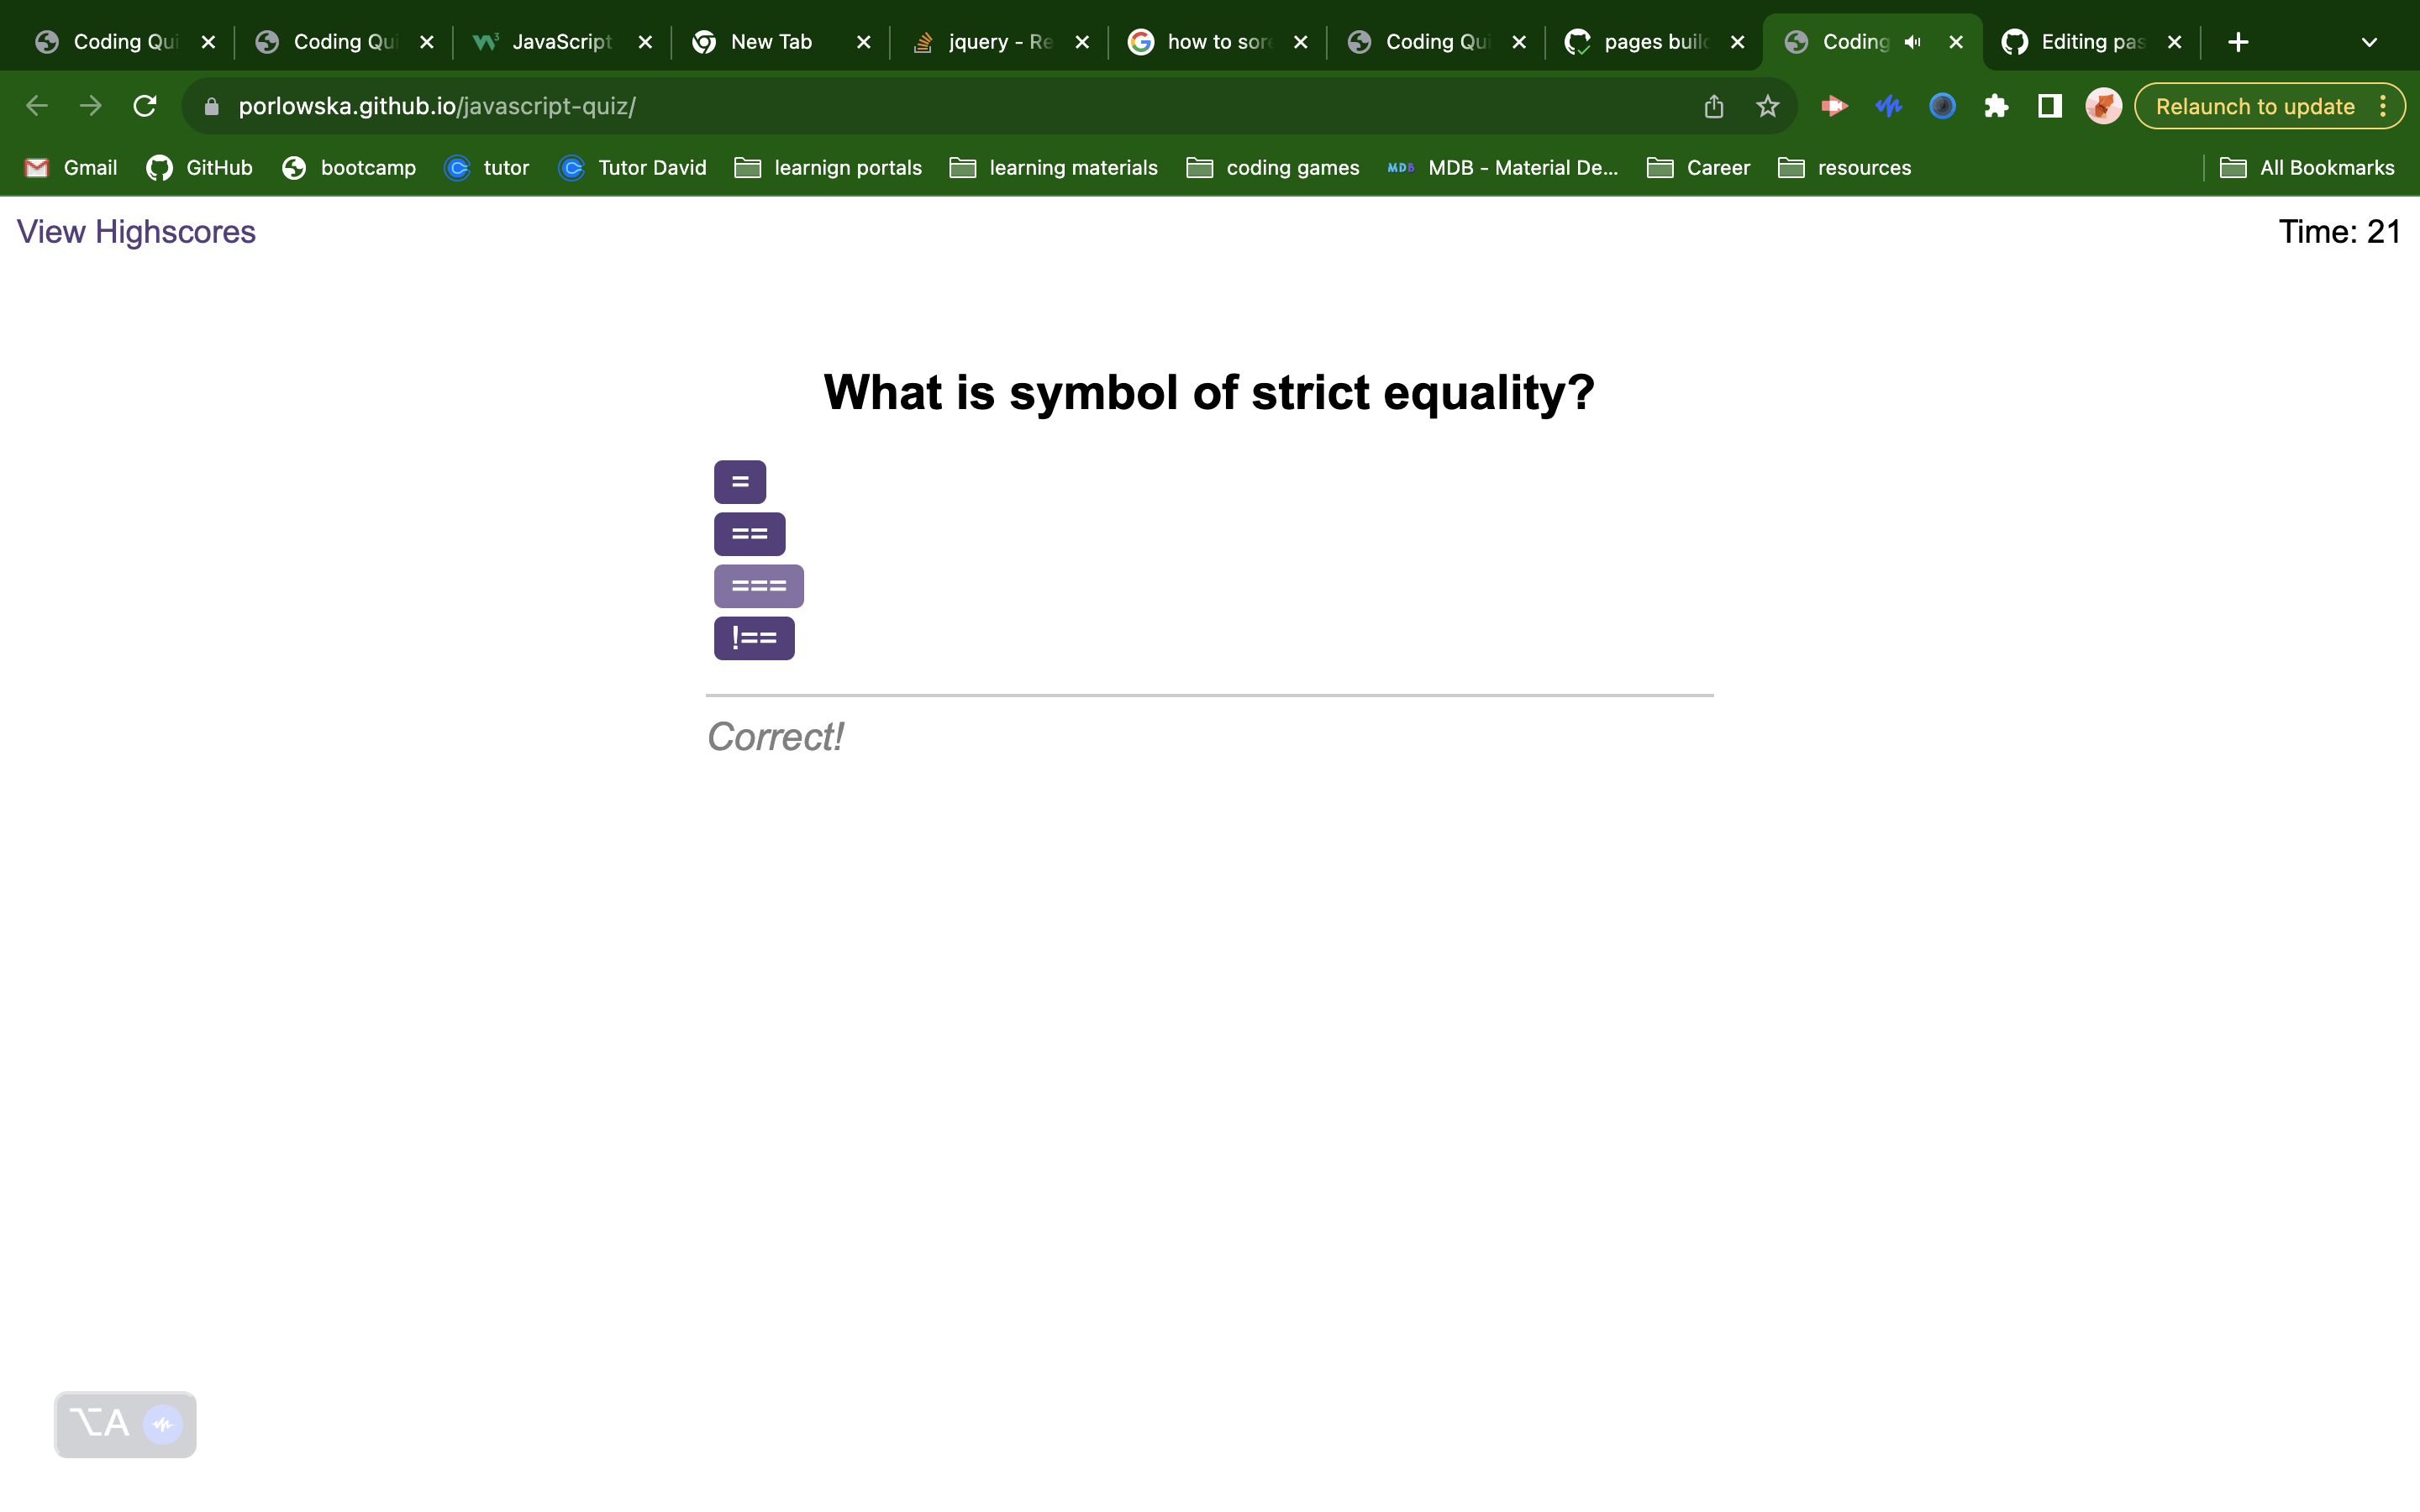 Coding Qui
Coding Qui
JavaScript
New Tab
jquery - Re
how to sor
Coding Qui
pages buil
Coding
Editing pas
porlowska.github.io/javascript-quiz/
Relaunch to update
Gmail
GitHub
bootcamp
tutor
Tutor David
learnign portals
learning materials
coding games
MDB
MDB - Material De...
Career
resources
All Bookmarks
View Highscores
Time: 21
What is symbol of strict equality?
=
==
===
!==
Correct!
⌥A